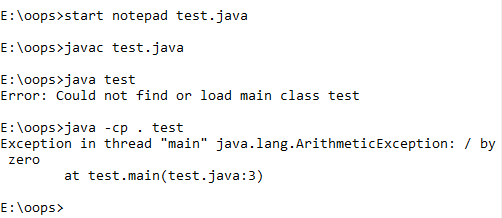 E:\oops>start notepad test.java
E:\oops>javac test.java
E:\oops>java test
Error: Could not find or load main class test
E:\oops>java -cp . test
Exception in thread "main" java.lang.ArithmeticException: / by
 zero
        at test.main(test.java:3)
E:\oops>